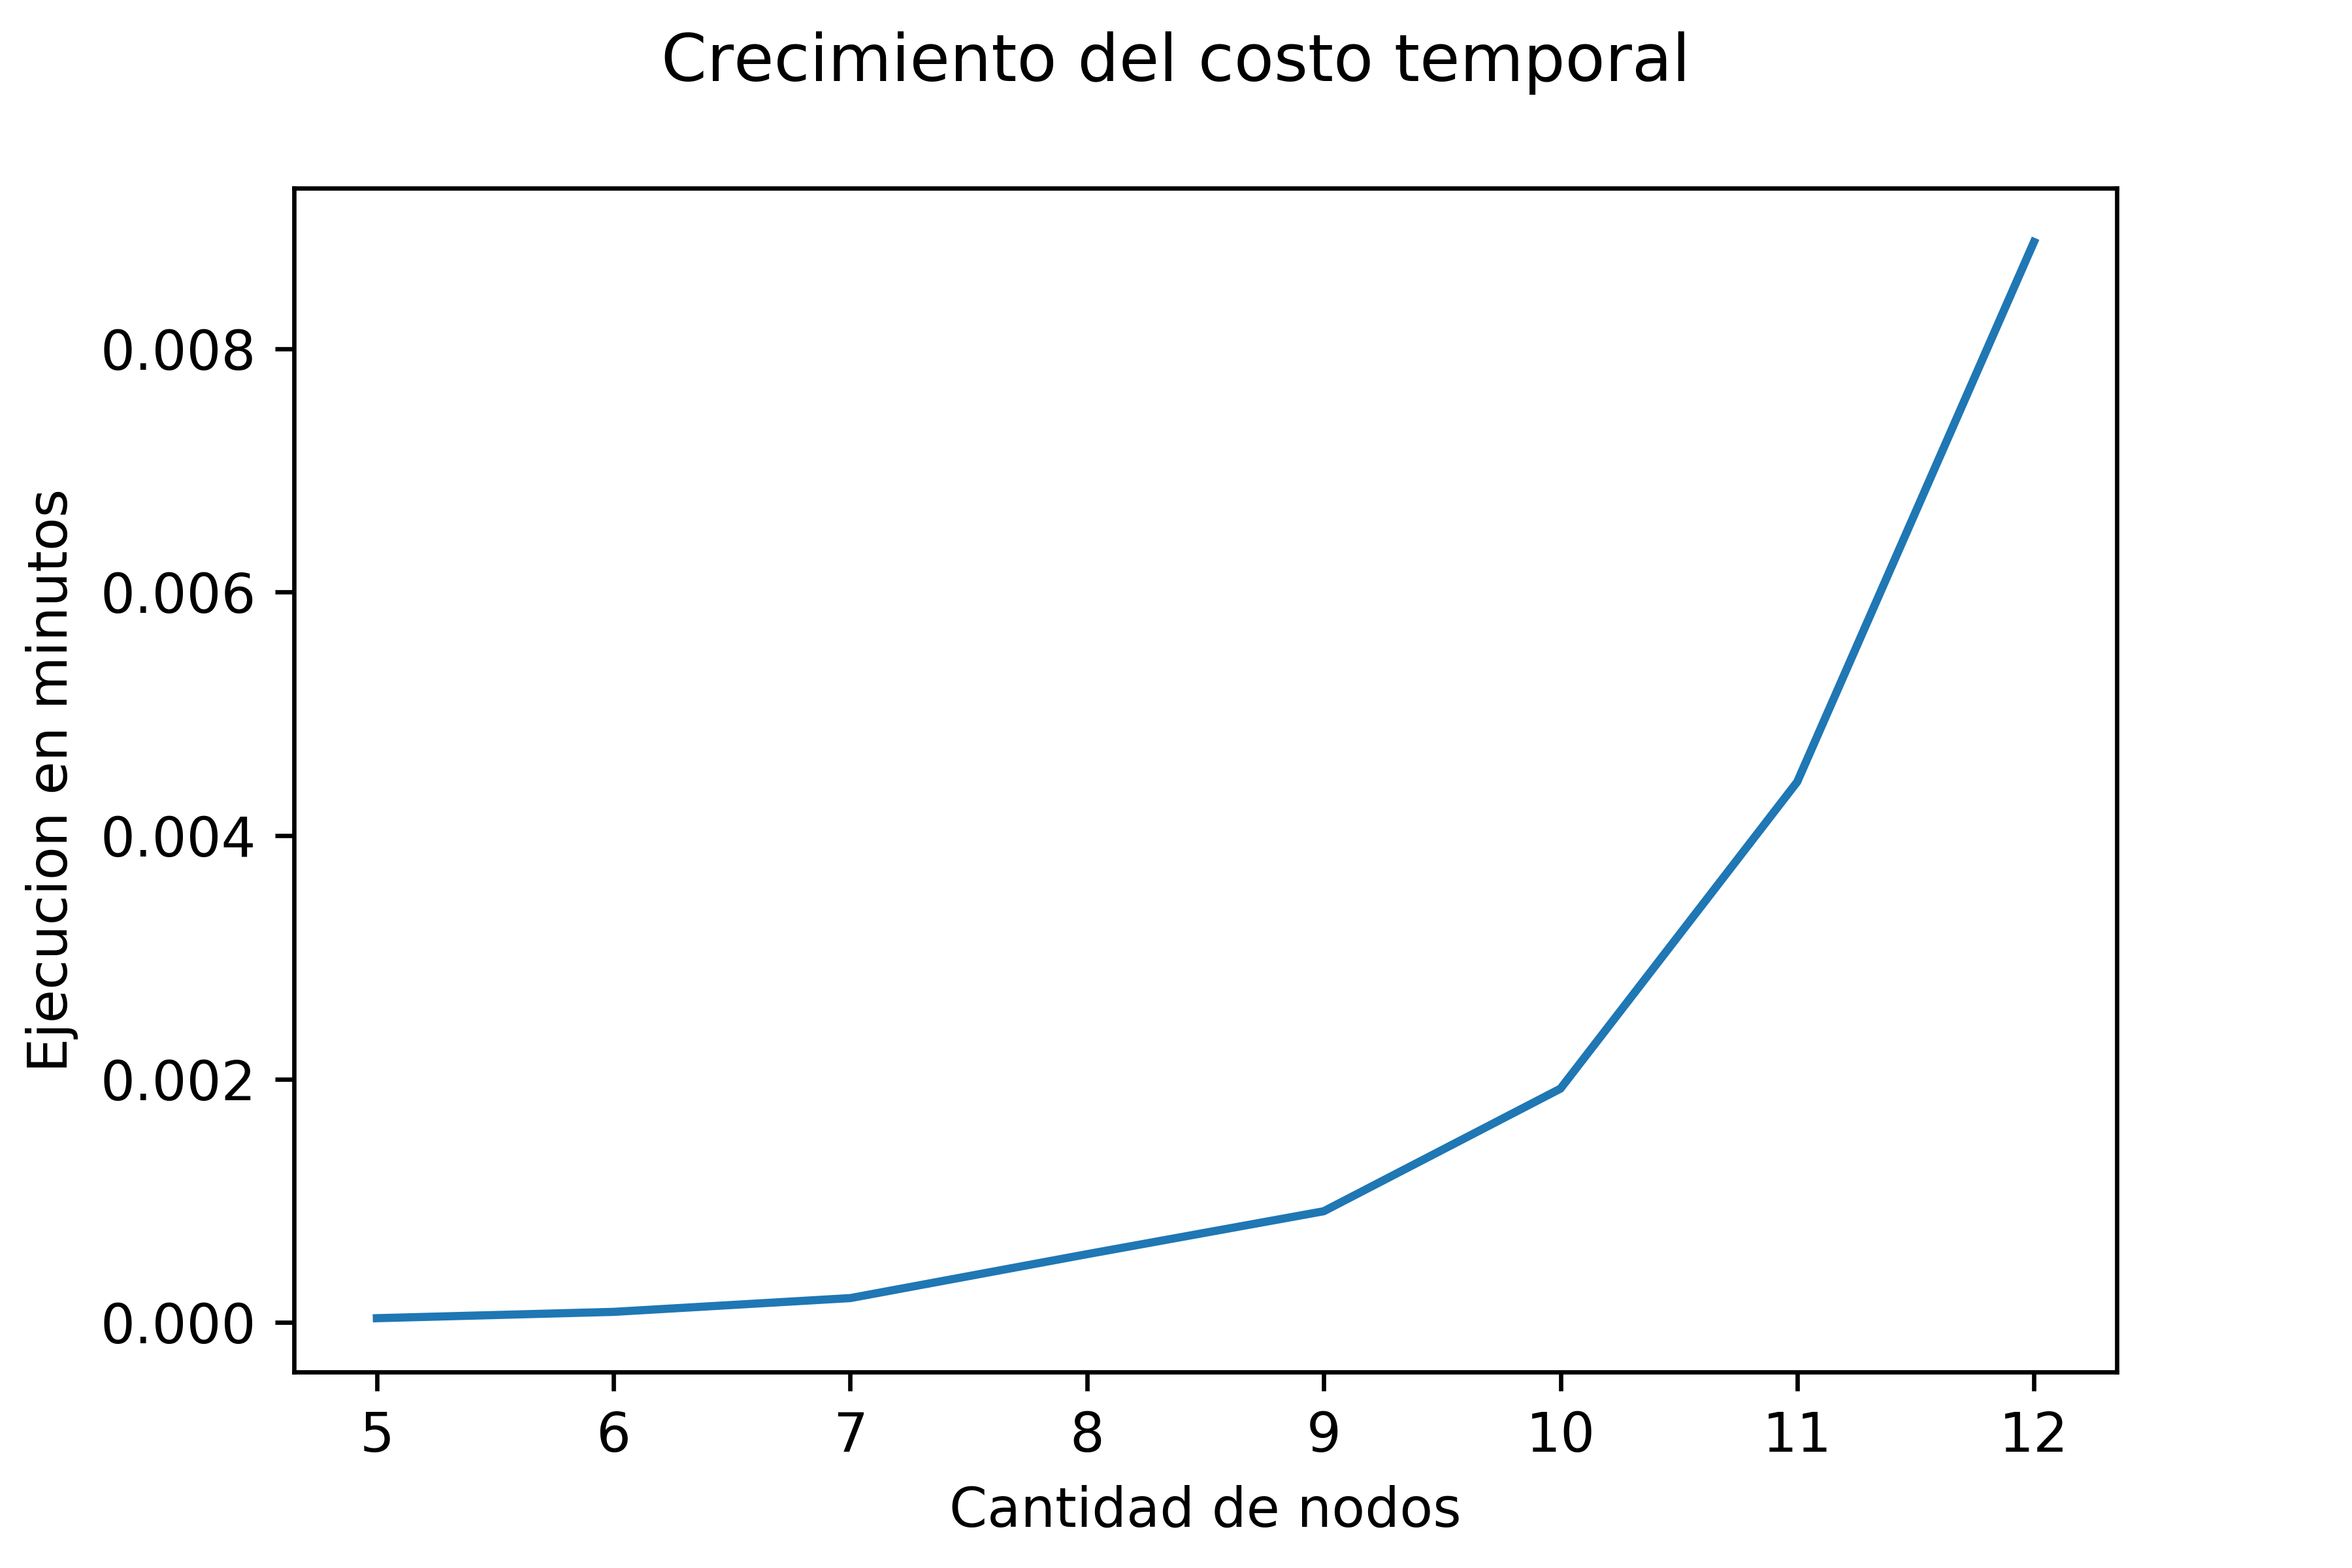 Crecimiento del costo temporal
Ejecucion en minutos
0.008
0.006
0.004
0.002
0.000
5 6 7 8 9 10 11 12
Cantidad de nodos